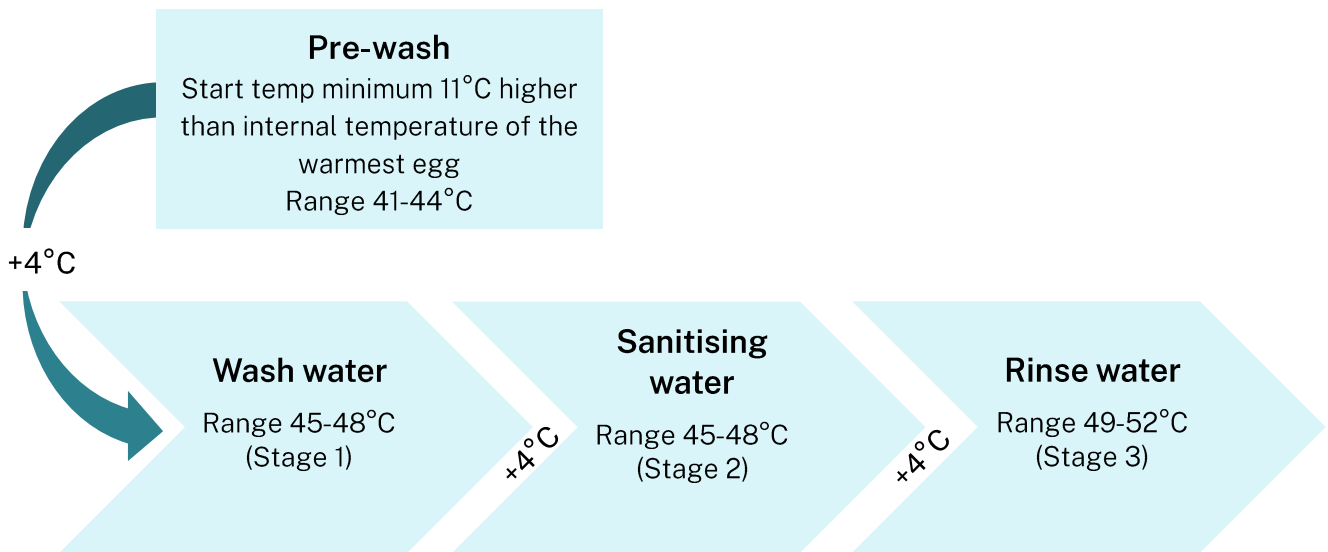 Pre-wash
Start temp minimum 11°C higher
than internal temperature of the
warmest egg
Range 41-44°C
+4°C
Wash water
Range 45-48°C
(Stage 1)
+4°C
Sanitising
water
Range 45-48°C
(Stage 2)
+4°C
Rinse water
Range 49-52°C
(Stage 3)